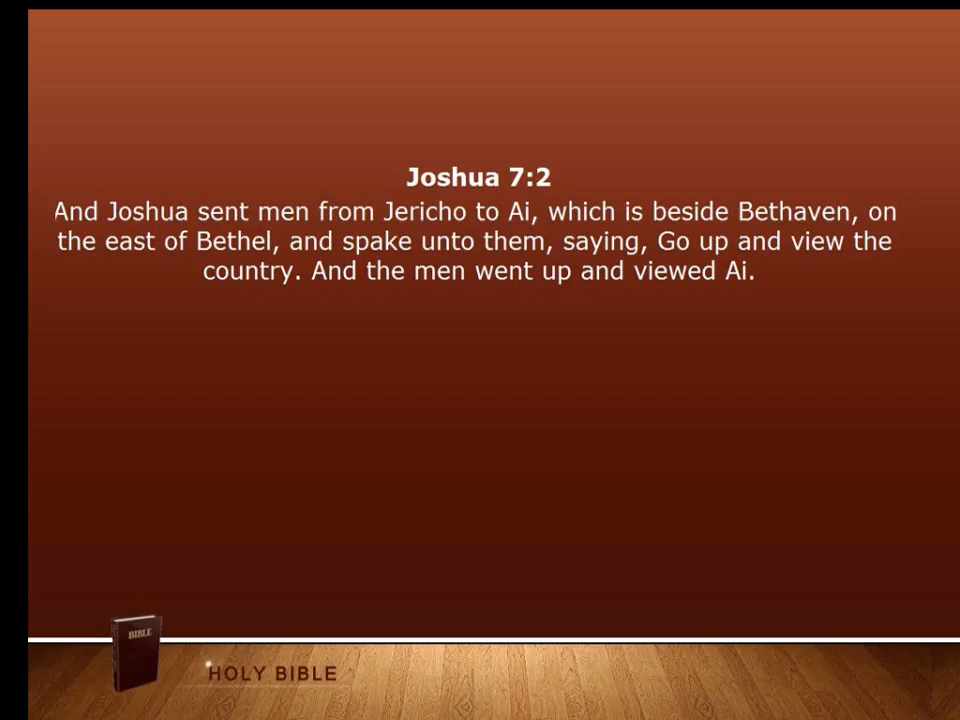 Joshua 7:2
And Joshua sent men from Jericho to Ai, which is beside Bethaven, on
the east of Bethel, and spake unto them, saying, Go up and view the
country. And the men went up and viewed Ai.
BIBLE
HOLY BIBLE